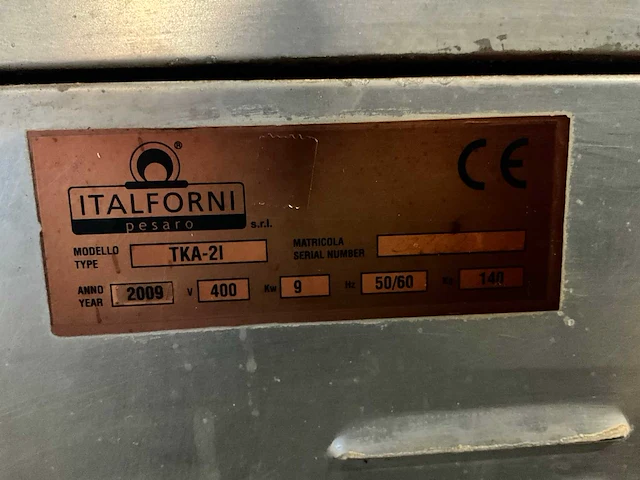 ®
ITALFORNI
pesaro s.r.l.
CE
MODELLO
TYPE
TKA-2I
MATRICOLA
SERIAL NUMBER
ANNO
YEAR
2009 V 400 Kw 9 Hz 50/60 Kg 140